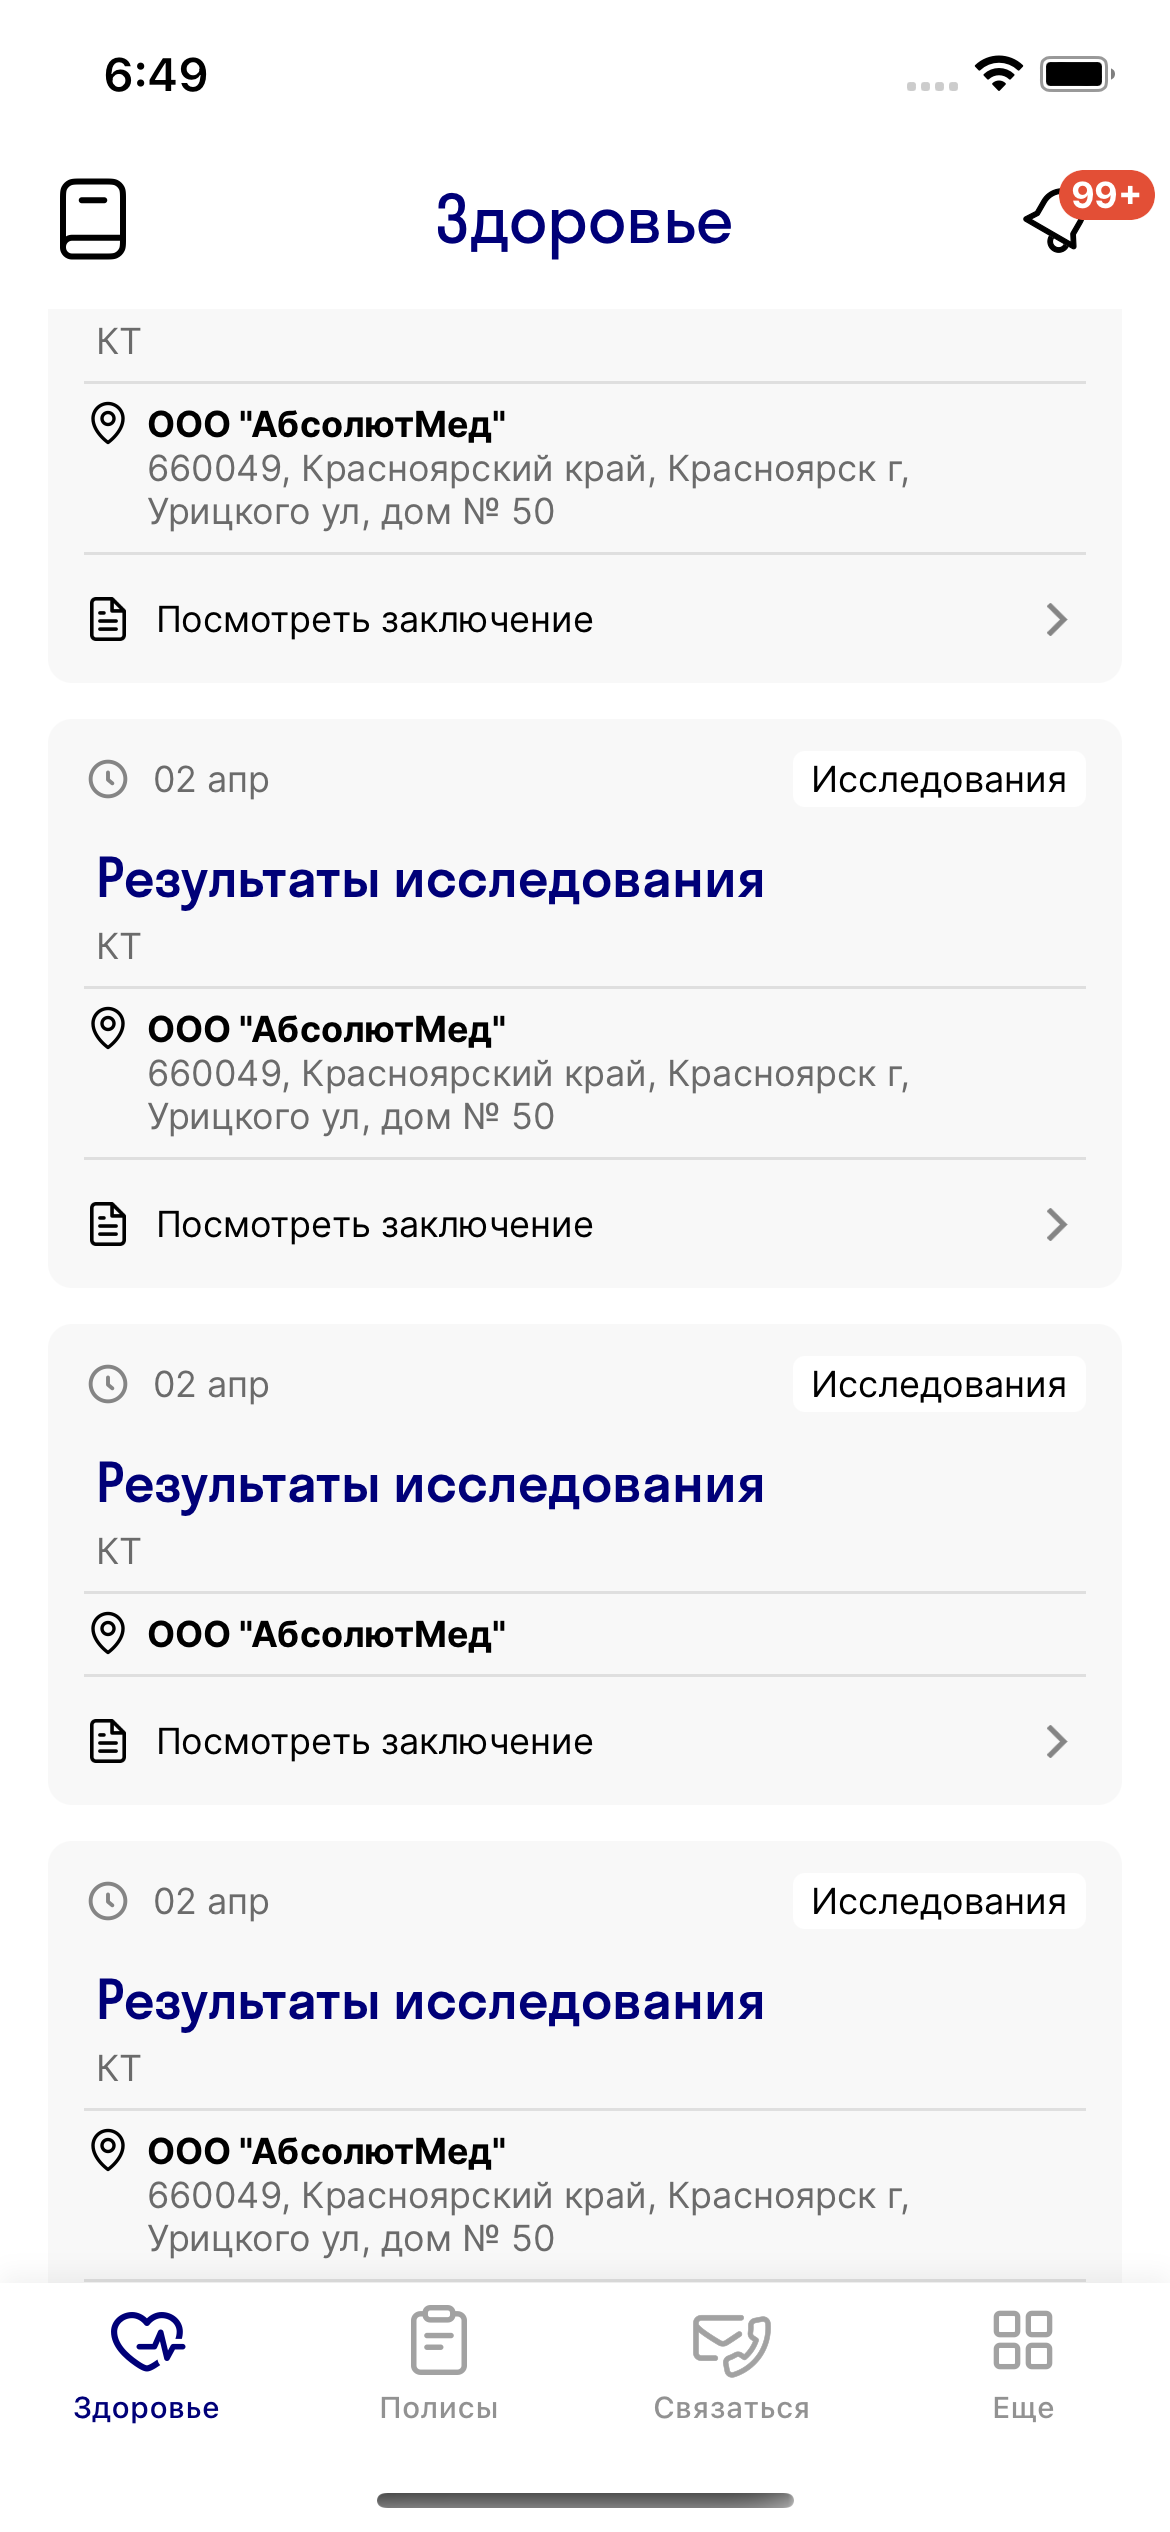 6:49
Здоровье
99+
КТ
ООО "АбсолютМед"
660049, Красноярский край, Красноярск г,
Урицкого ул, дом № 50
Посмотреть заключение
02 апр
Исследования
Результаты исследования
КТ
ООО "АбсолютМед"
660049, Красноярский край, Красноярск г,
Урицкого ул, дом № 50
Посмотреть заключение
02 апр
Исследования
Результаты исследования
КТ
ООО "АбсолютМед"
Посмотреть заключение
02 апр
Исследования
Результаты исследования
КТ
ООО "АбсолютМед"
660049, Красноярский край, Красноярск г,
Урицкого ул, дом № 50
Здоровье
Полисы
Связаться
Еще